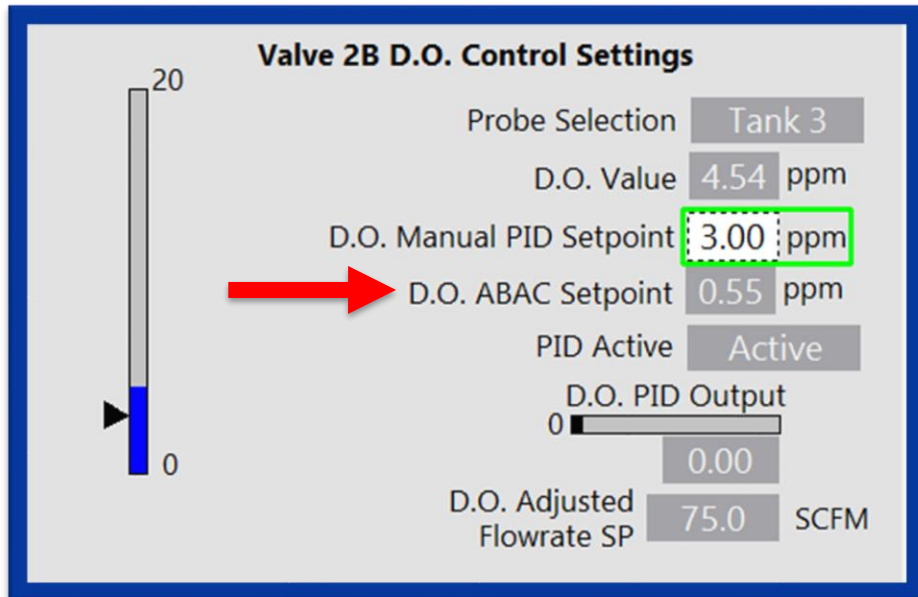 Valve 2B D.O. Control Settings
20
Probe Selection Tank 3
D.O. Value 4.54 ppm
D.O. Manual PID Setpoint 3.00 ppm
D.O. ABAC Setpoint 0.55 ppm
PID Active Active
D.O. PID Output
0
0
0.00
D.O. Adjusted
Flowrate SP 75.0 SCFM